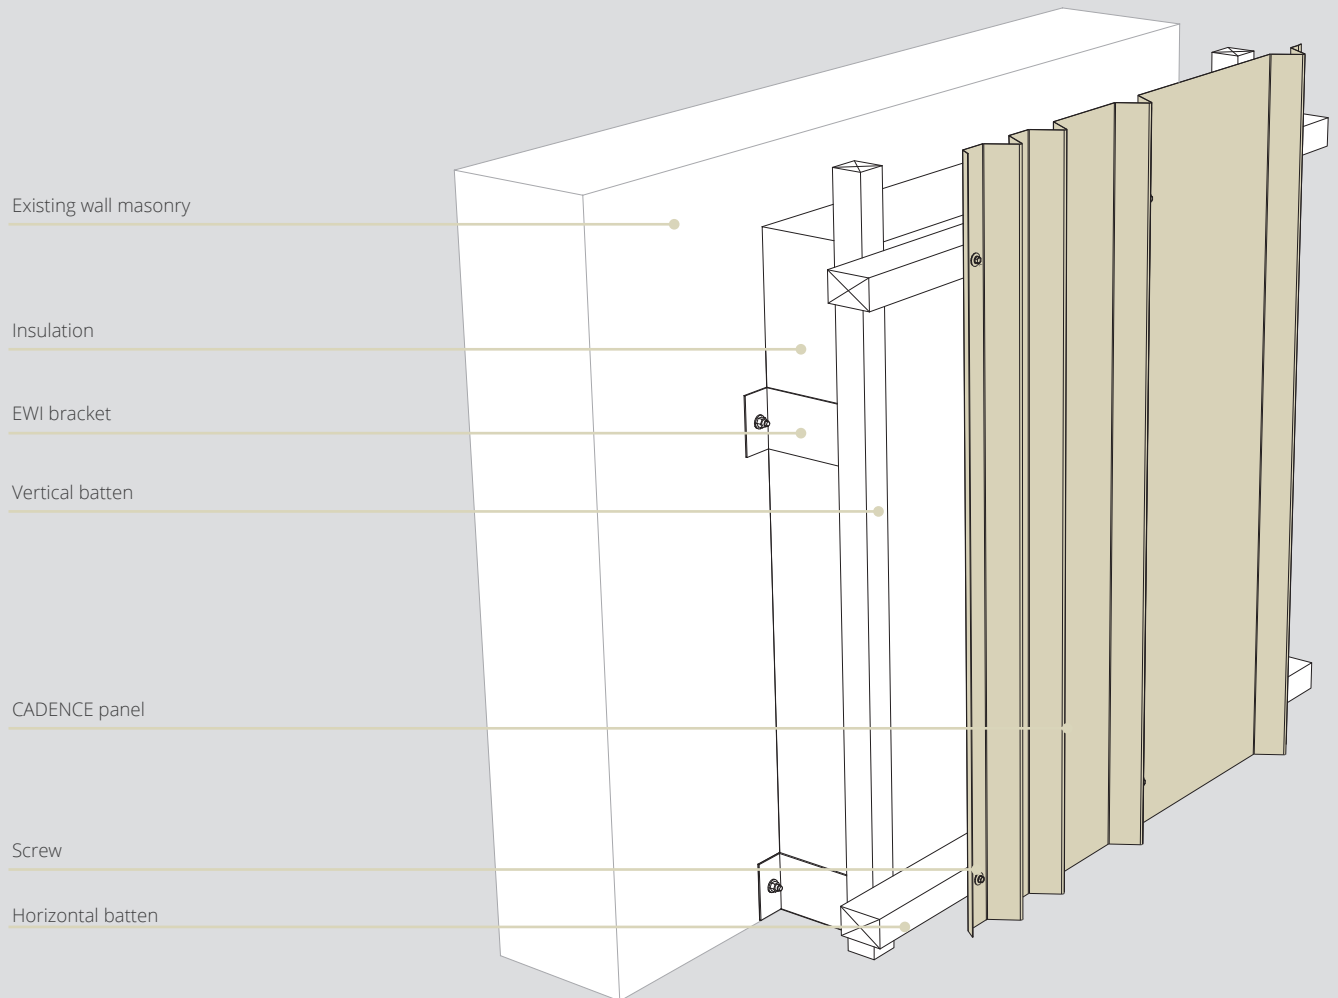 Existing wall masonry
Insulation
EWI bracket
Vertical batten
CADENCE panel
Screw
Horizontal batten